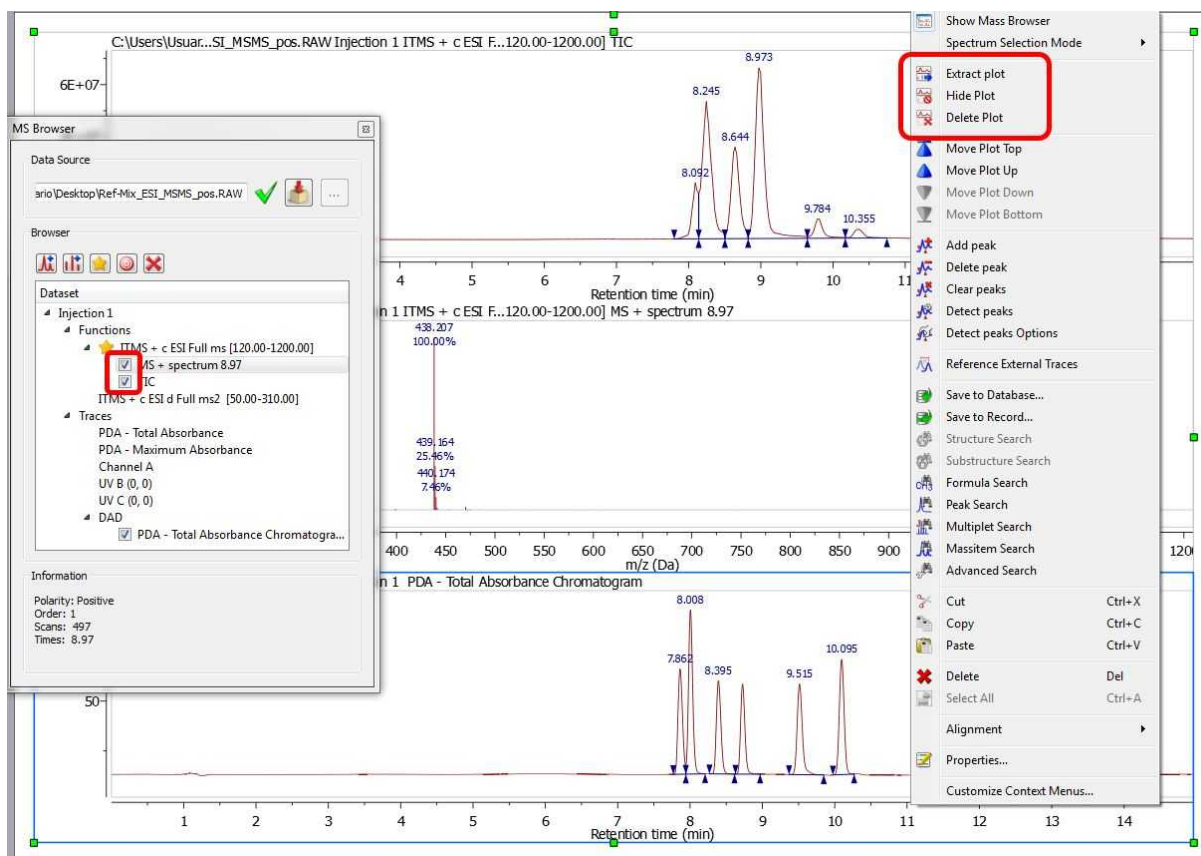 C:\Users\Usuar...SI_MSMS_pos.RAW Injection 1 ITMS + c ESI F...120.00-1200.00] TIC
6E+07
8.092
8.245
8.644
8.973
9.784
10.355
4 5 6 7 8 9 10 11
Retention time (min)
n 1 ITMS + c ESI F...120.00-1200.00] MS + spectrum 8.97
438.207
100.00%
439.164
25.46%
440.174
7.46%
400 450 500 550 600 650 700 750 800 850 900 120
m/z (Da)
n 1 PDA - Total Absorbance Chromatogram
7.862
8.008
8.395
9.515
10.095
50
1 2 3 4 5 6 7 8 9 10 11 12 13 14
Retention time (min)
MS Browser
Data Source
ario\Desktop\Ref-Mix_ESI_MSMS_pos.RAW
...
Browser
Dataset
Injection 1
Functions
ITMS + c ESI Full ms [120.00-1200.00]
MS + spectrum 8.97
TIC
ITMS + c ESI d Full ms2 [50.00-310.00]
Traces
PDA - Total Absorbance
PDA - Maximum Absorbance
Channel A
UV B (0, 0)
UV C (0, 0)
DAD
PDA - Total Absorbance Chromatogra...
Information
Polarity: Positive
Order: 1
Scans: 497
Times: 8.97
Show Mass Browser
Spectrum Selection Mode
Extract plot
Hide Plot
Delete Plot
Move Plot Top
Move Plot Up
Move Plot Down
Move Plot Bottom
Add peak
Delete peak
Clear peaks
Detect peaks
Detect peaks Options
Reference External Traces
Save to Database...
Save to Record...
Structure Search
Substructure Search
Formula Search
Peak Search
Multiplet Search
Massitem Search
Advanced Search
Cut Ctrl+X
Copy Ctrl+C
Paste Ctrl+V
Delete Del
Select All Ctrl+A
Alignment
Properties...
Customize Context Menus...